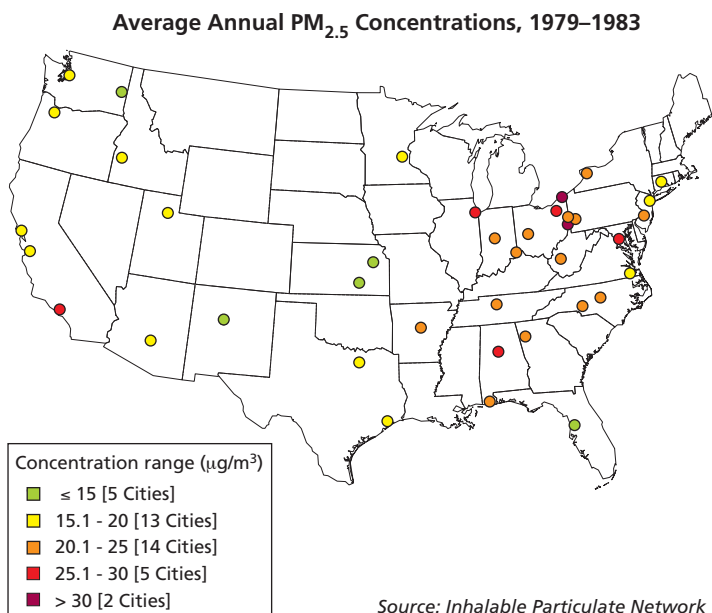 Average Annual PM2.5 Concentrations, 1979–1983
Concentration range (μg/m³)
≤ 15 [5 Cities]
15.1 - 20 [13 Cities]
20.1 - 25 [14 Cities]
25.1 - 30 [5 Cities]
> 30 [2 Cities]
Source: Inhalable Particulate Network